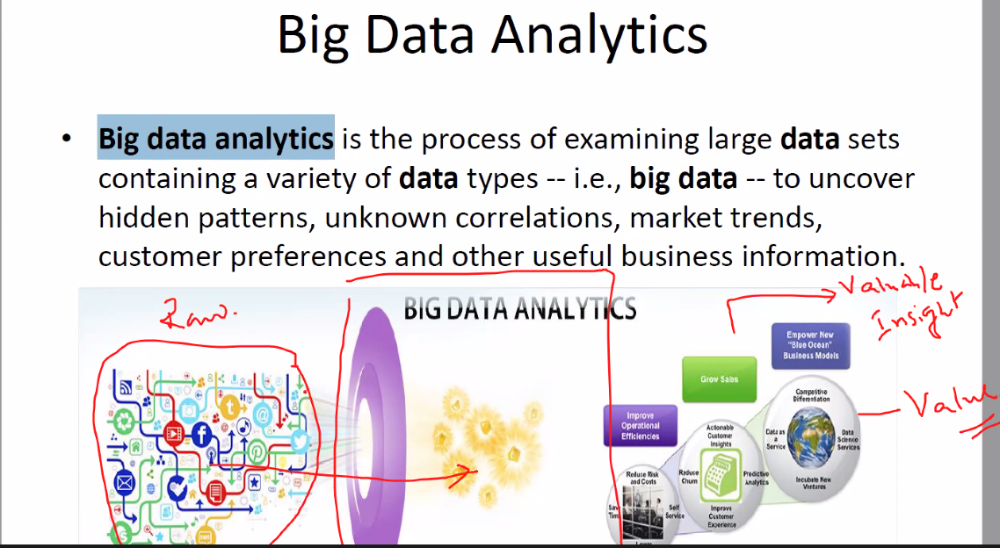 Big Data Analytics
• Big data analytics is the process of examining large data sets
containing a variety of data types -- i.e., big data -- to uncover
hidden patterns, unknown correlations, market trends,
customer preferences and other useful business information.
Raw.
BIG DATA ANALYTICS
Valuable
Insight
Empower New
"Blue Ocean"
Business Models
Grow Sales
Competitive
Differentiation
Value
Improve
Operational
Efficiencies
Actionable
Customer
Insights
Data as
a
Service
Data
Science
Services
Reduce Risk
and Costs
Reduce
Churn
Predictive
Analytics
Incubate New
Ventures
Save
Time
Self
Service
Improve
Customer
Experience
Lower